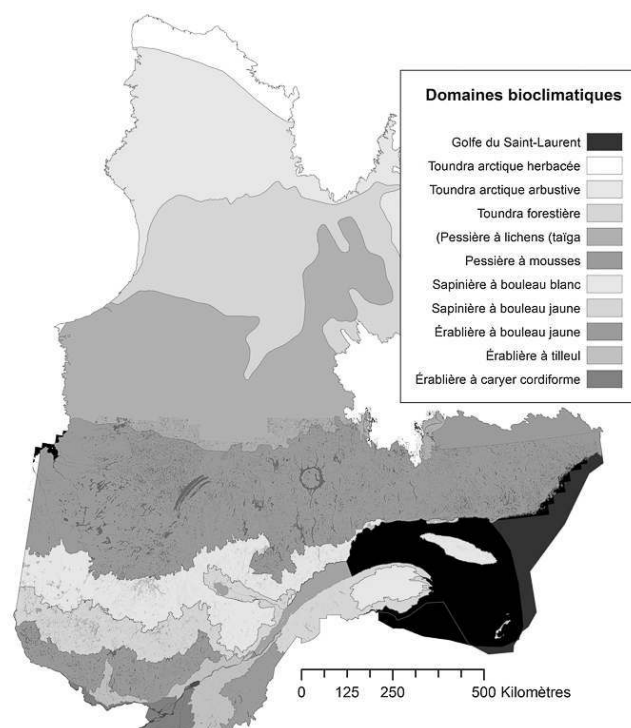 Domaines bioclimatiques
Golfe du Saint-Laurent
Toundra arctique herbacée
Toundra arctique arbustive
Toundra forestière
(Pessière à lichens (taïga
Pessière à mousses
Sapinière à bouleau blanc
Sapinière à bouleau jaune
Érablière à bouleau jaune
Érablière à tilleul
Érablière à caryer cordiforme
0 125 250 500 Kilomètres